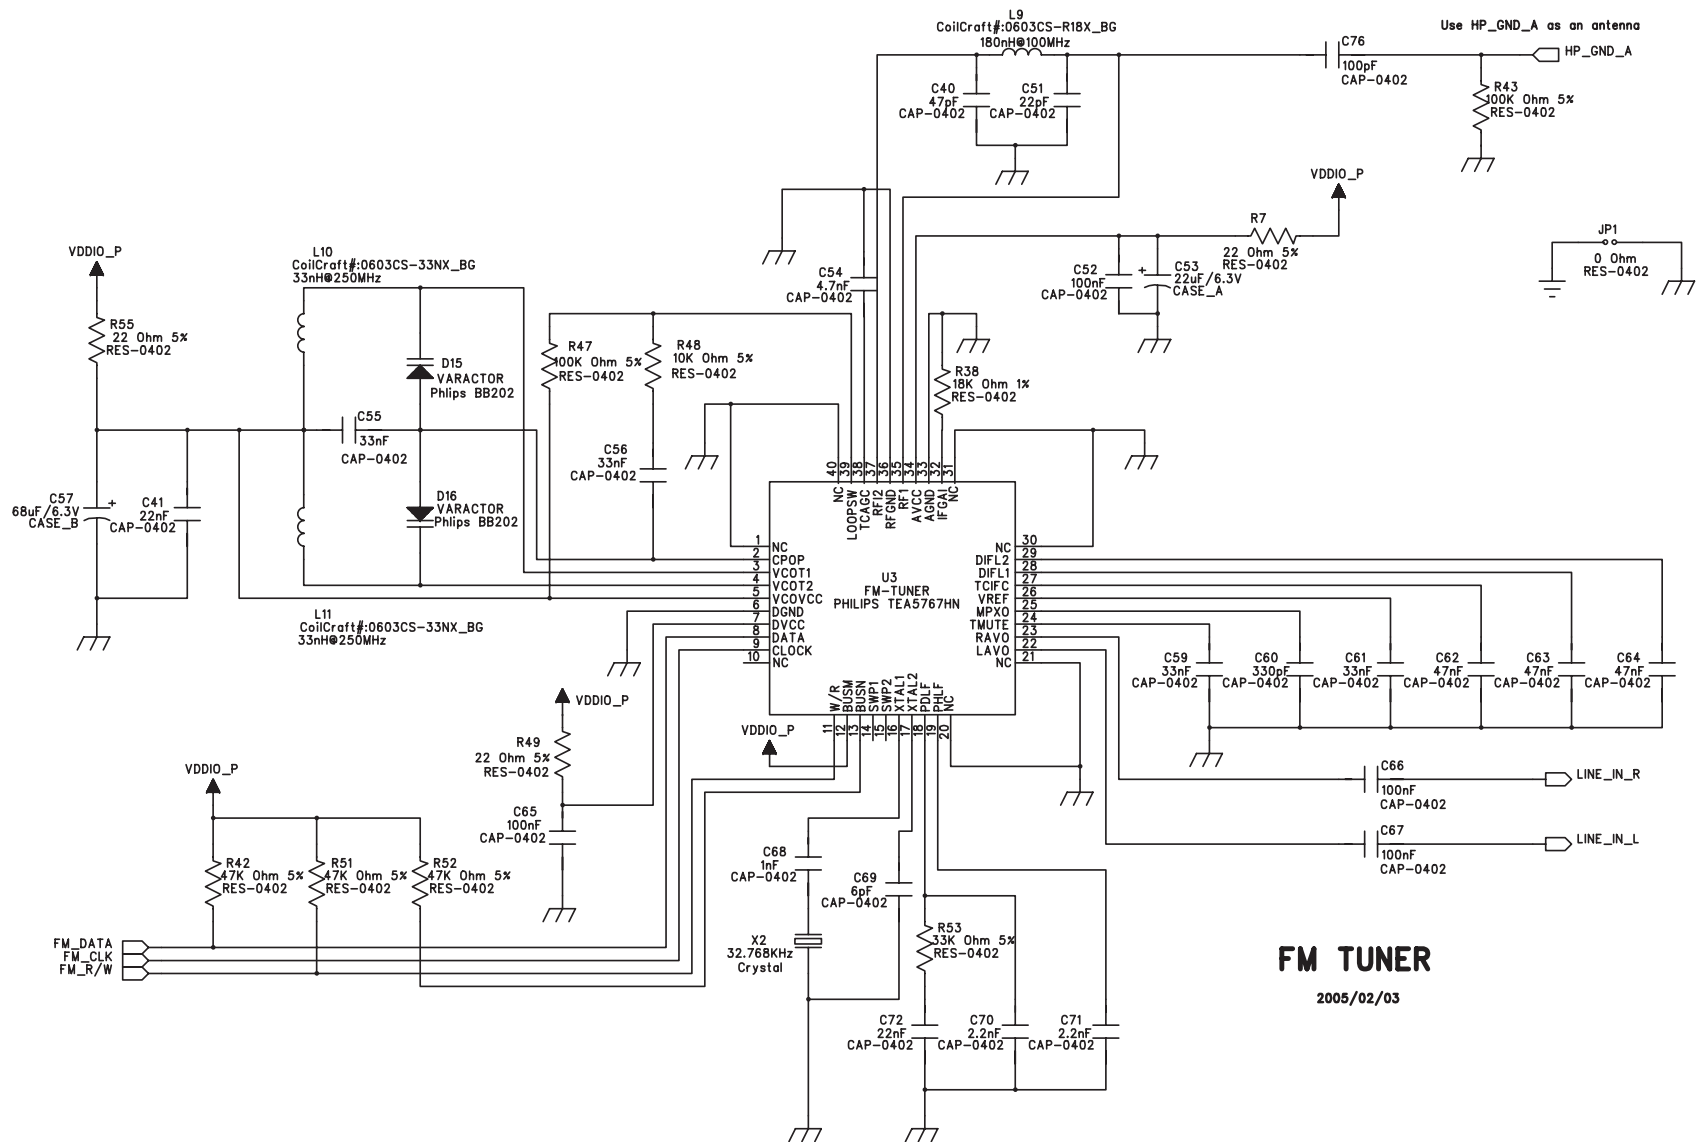 L9
CoilCraft#:0603CS-R18X_BG
180nH@100MHz
Use HP_GND_A as an antenna
C76
100pF
CAP-0402
HP_GND_A
C40
47pF
CAP-0402
C51
22pF
CAP-0402
R43
100K Ohm 5%
RES-0402
VDDIO_P
R7
22 Ohm 5%
RES-0402
JP1
0 Ohm
RES-0402
VDDIO_P
L10
CoilCraft#:0603CS-33NX_BG
33nH@250MHz
C54
4.7nF
CAP-0402
C52
100nF
CAP-0402
+
C53
22uF/6.3V
CASE_A
R55
22 Ohm 5%
RES-0402
D15
VARACTOR
Phlips BB202
R47
100K Ohm 5%
RES-0402
R48
10K Ohm 5%
RES-0402
R38
18K Ohm 1%
RES-0402
C55
33nF
CAP-0402
C56
33nF
CAP-0402
C57
68uF/6.3V
CASE_B
+
C41
22nF
CAP-0402
D16
VARACTOR
Phlips BB202
40 39 38 37 36 35 34 33 32 31
NC LOOPSW TCAGC RFI2 RFGND RF1 AVCC AGND IFGAI NC
1 NC
2 CPOP
3 VCOT1
4 VCOT2
5 VCOVCC
6 DGND
7 DVCC
8 DATA
9 CLOCK
10 NC
U3
FM-TUNER
PHILIPS TEA5767HN
NC 30
DIFL2 29
DIFL1 28
TCIFC 27
VREF 26
MPXO 25
TMUTE 24
RAVO 23
LAVO 22
NC 21
W/R BUSM BUSN SWP1 SWP2 XTAL1 XTAL2 PDLF PHLF NC
11 12 13 14 15 16 17 18 19 20
L11
CoilCraft#:0603CS-33NX_BG
33nH@250MHz
C59
33nF
CAP-0402
C60
330pF
CAP-0402
C61
33nF
CAP-0402
C62
47nF
CAP-0402
C63
47nF
CAP-0402
C64
47nF
CAP-0402
VDDIO_P
R49
22 Ohm 5%
RES-0402
VDDIO_P
VDDIO_P
C65
100nF
CAP-0402
C66
100nF
CAP-0402
LINE_IN_R
C67
100nF
CAP-0402
LINE_IN_L
R42
47K Ohm 5%
RES-0402
R51
47K Ohm 5%
RES-0402
R52
47K Ohm 5%
RES-0402
C68
1nF
CAP-0402
C69
6pF
CAP-0402
FM_DATA
FM_CLK
FM_R/W
X2
32.768KHz
Crystal
R53
33K Ohm 5%
RES-0402
C72
22nF
CAP-0402
C70
2.2nF
CAP-0402
C71
2.2nF
CAP-0402
FM TUNER
2005/02/03